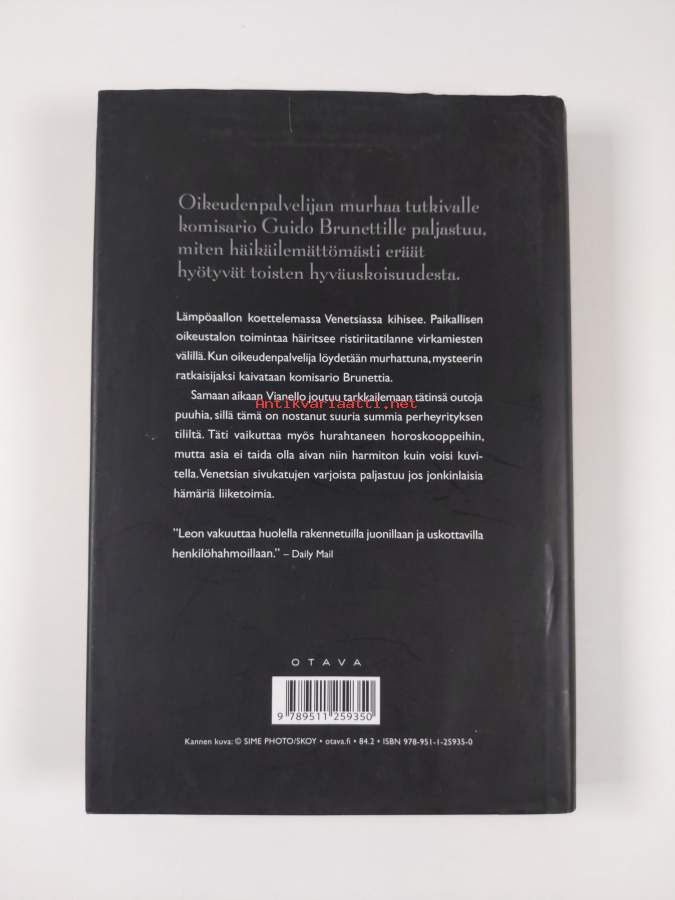 Oikeudenpalvelijan murhaa tutkivalle
komisario Guido Brunettille paljastuu,
miten häikäilemättömästi eräät
hyötyvät toisten hyväuskoisuudesta.
Lämpöaallon koettelemassa Venetsiassa kihisee. Paikallisen
oikeustalon toimintaa häiritsee ristiriitatilanne virkamiesten
välillä. Kun oikeudenpalvelija löydetään murhattuna, mysteerin
ratkaisijaksi kaivataan komisario Brunettia.
Samaan aikaan Vianello joutuu tarkkailemaan tätinsä outoja
Antikvariaatti.net
puuhia, sillä tämä on nostanut suuria summia perheyrityksen
tililtä. Täti vaikuttaa myös hurahtaneen horoskooppeihin,
mutta asia ei taida olla aivan niin harmiton kuin voisi kuvi-
tella. Venetsian sivukatujen varjoista paljastuu jos jonkinlaisia
hämäriä liiketoimia.
"Leon vakuuttaa huolella rakennetuilla juonillaan ja uskottavilla
henkilöhahmoillaan." – Daily Mail
OTAVA
9 789511 259350
Kannen kuva: © SIME PHOTO/SKOY • otava.fi • 84.2 • ISBN 978-951-1-25935-0